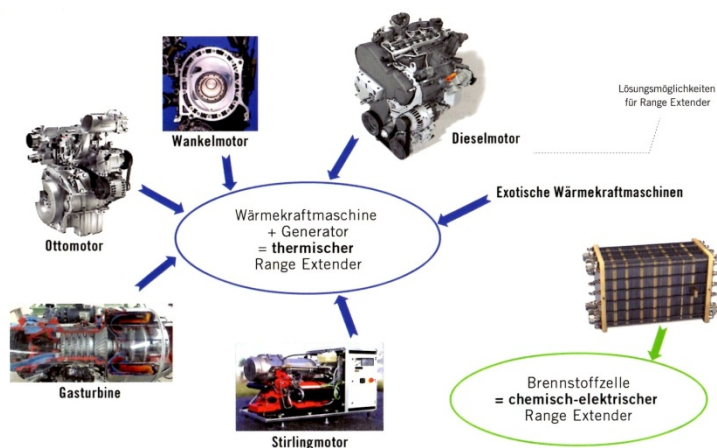 Wankelmotor
Dieselmotor
Lösungsmöglichkeiten
für Range Extender
Ottomotor
Exotische Wärmekraftmaschinen
Wärmekraftmaschine
+ Generator
= thermischer
Range Extender
Gasturbine
Stirlingmotor
Brennstoffzelle
= chemisch-elektrischer
Range Extender